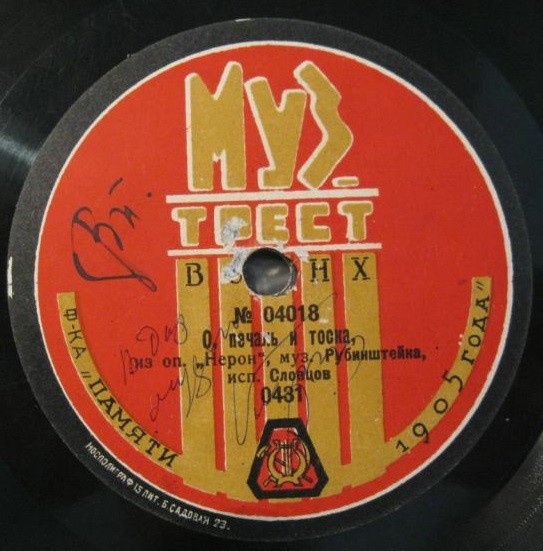 МУЗ
ТРЕСТ
ВСНХ
№ 04018
О, печаль и тоска,
из оп. „Нерон“, муз. Рубинштейна,
исп. Словцов
0431
Ф-КА „ПАМЯТИ
1905 ГОДА"
МОСПОЛИГРАФ 15 ЛИТ. Б. САДОВАЯ 23.